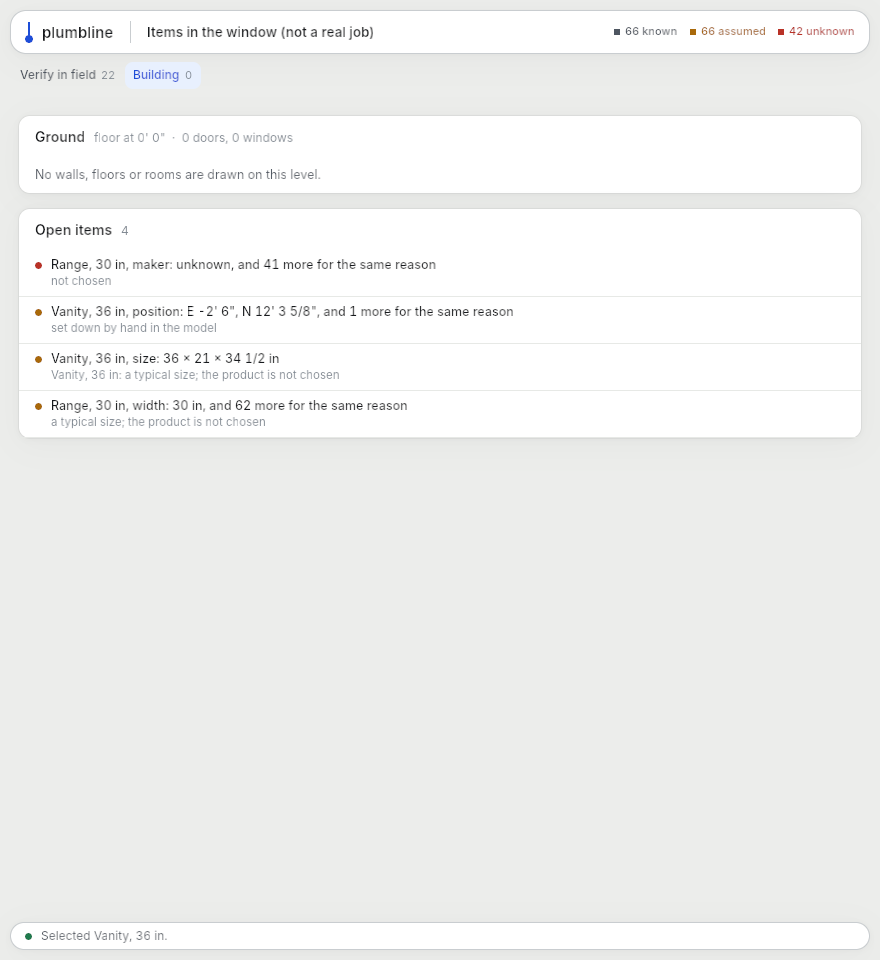 plumbline
Items in the window (not a real job)
66 known 66 assumed 42 unknown
Verify in field 22 Building 0
Ground floor at 0' 0" · 0 doors, 0 windows
No walls, floors or rooms are drawn on this level.
Open items 4
Range, 30 in, maker: unknown, and 41 more for the same reason
not chosen
Vanity, 36 in, position: E -2' 6", N 12' 3 5/8", and 1 more for the same reason
set down by hand in the model
Vanity, 36 in, size: 36 × 21 × 34 1/2 in
Vanity, 36 in: a typical size; the product is not chosen
Range, 30 in, width: 30 in, and 62 more for the same reason
a typical size; the product is not chosen
Selected Vanity, 36 in.